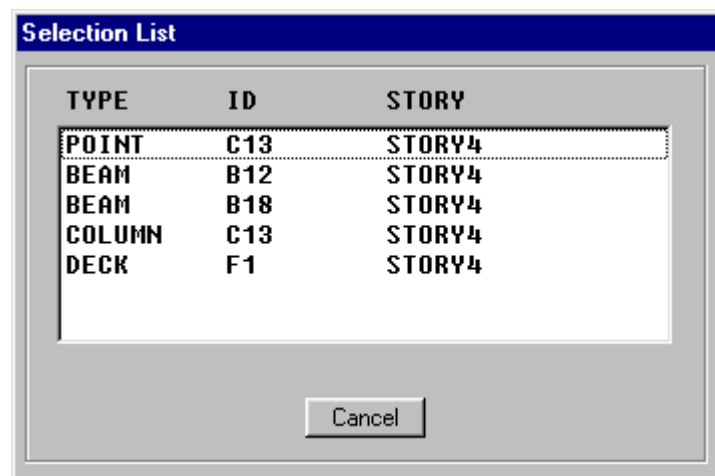 Selection List
TYPE ID STORY
POINT C13 STORY4
BEAM B12 STORY4
BEAM B18 STORY4
COLUMN C13 STORY4
DECK F1 STORY4
Cancel